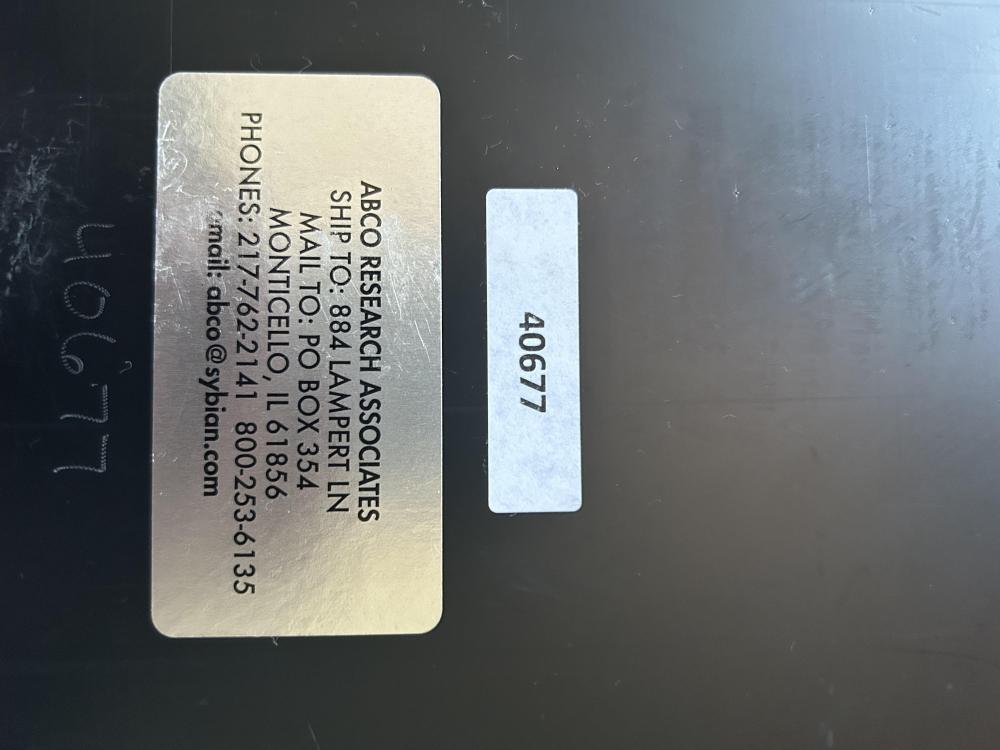 40677
ABCO RESEARCH ASSOCIATES
SHIP TO: 884 LAMPERT LN
MAIL TO: PO BOX 354
MONTICELLO, IL 61856
PHONES: 217-762-2141 800-253-6135
email: abco@sybian.com
40677